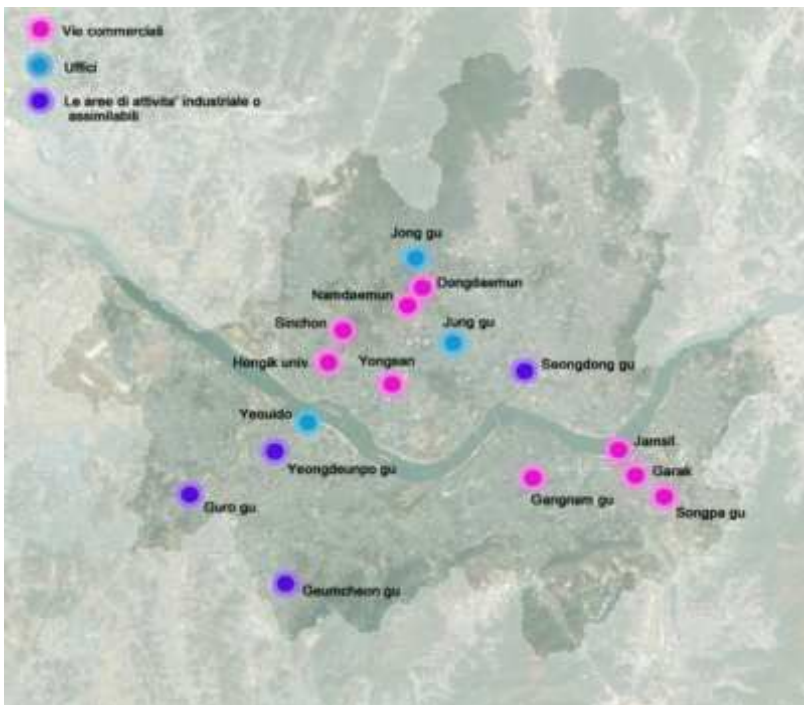 Vie commerciali
Uffici
Le aree di attivita' industriale o
assimilabili
Jong gu
Dongdaemun
Namdaemun
Sinchon
Jung gu
Hongik univ
Yongsan
Seongdong gu
Yeouido
Jamsil
Yeongdeunpo gu
Garak
Gangnam gu
Guro gu
Songpa gu
Geumcheon gu